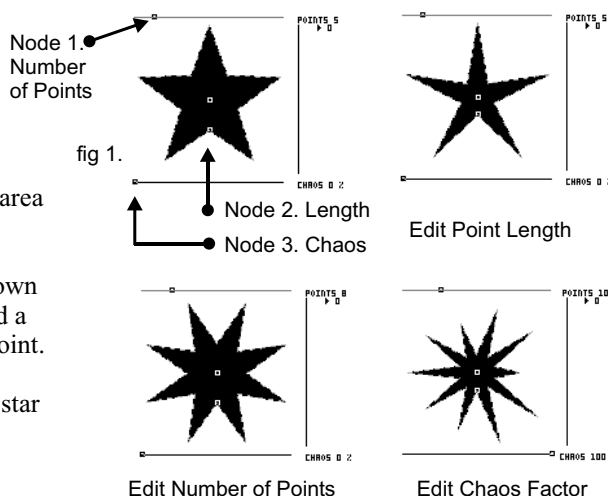 Node 1.
Number
of Points
POINTS 5
0
fig 1.
CHAOS 0 %
Node 2. Length
Node 3. Chaos
POINTS 5
0
CHAOS 0 %
Edit Point Length
area
own
d a
oint.
star
POINTS 8
0
CHAOS 0 %
Edit Number of Points
POINTS 10
0
CHAOS 100
Edit Chaos Factor